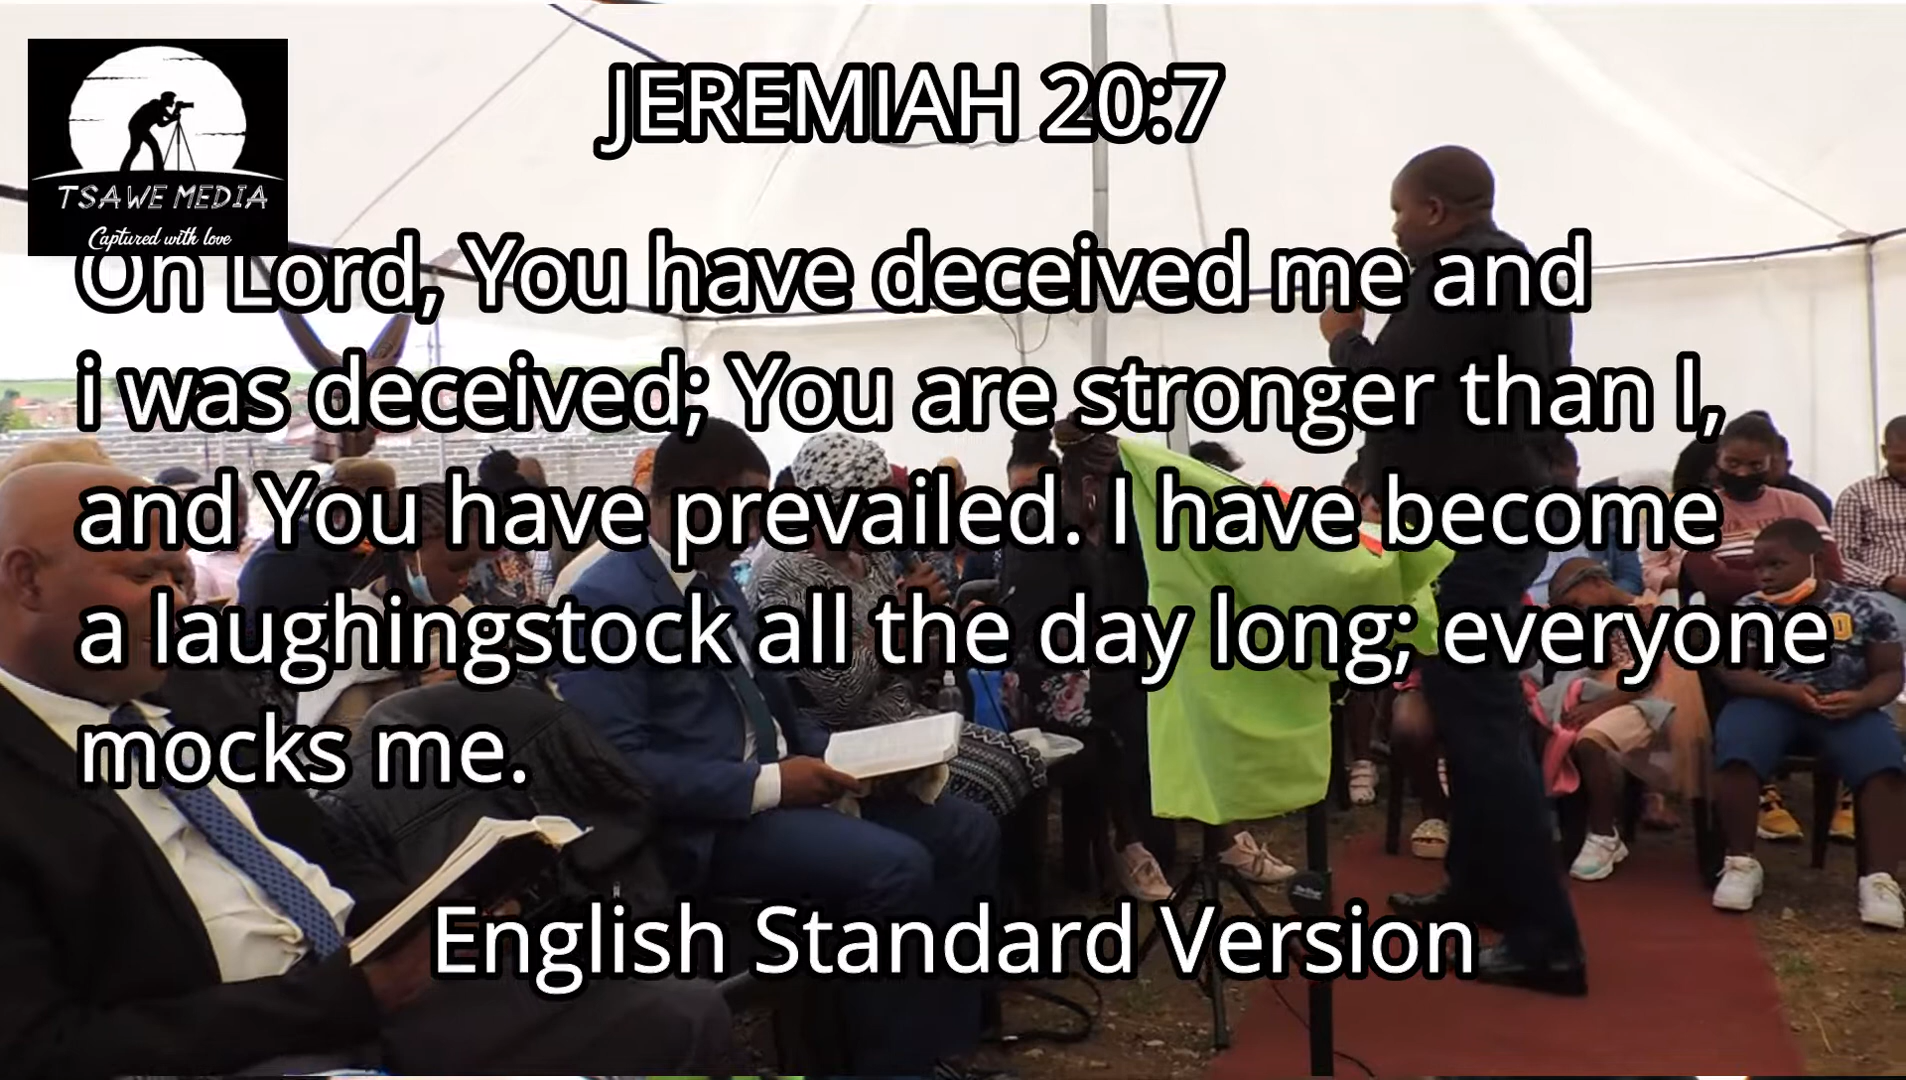 TSAWE MEDIA
Captured with love
JEREMIAH 20:7
Oh Lord, You have deceived me and
i was deceived; You are stronger than I,
and You have prevailed. I have become
a laughingstock all the day long; everyone
mocks me.
English Standard Version